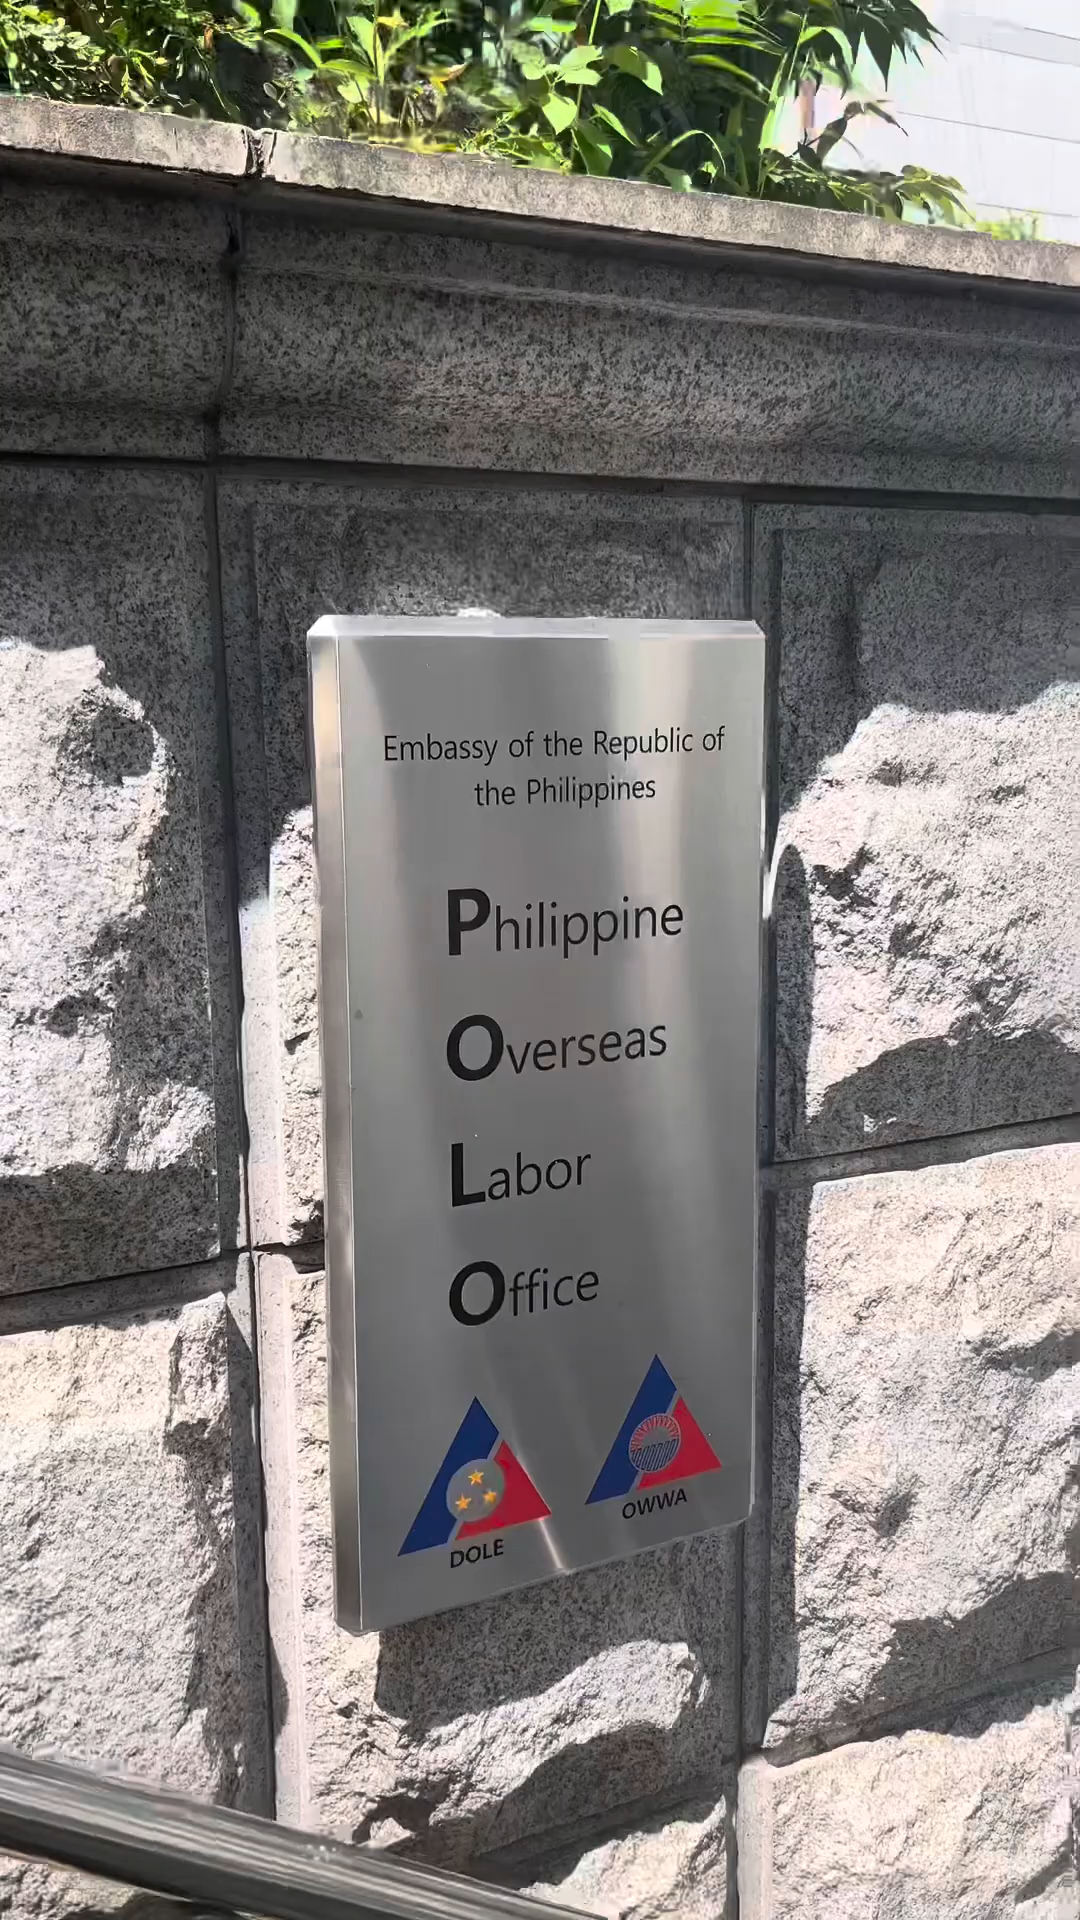 Embassy of the Republic of
the Philippines
Philippine
Overseas
Labor
Office
DOLE
OWWA